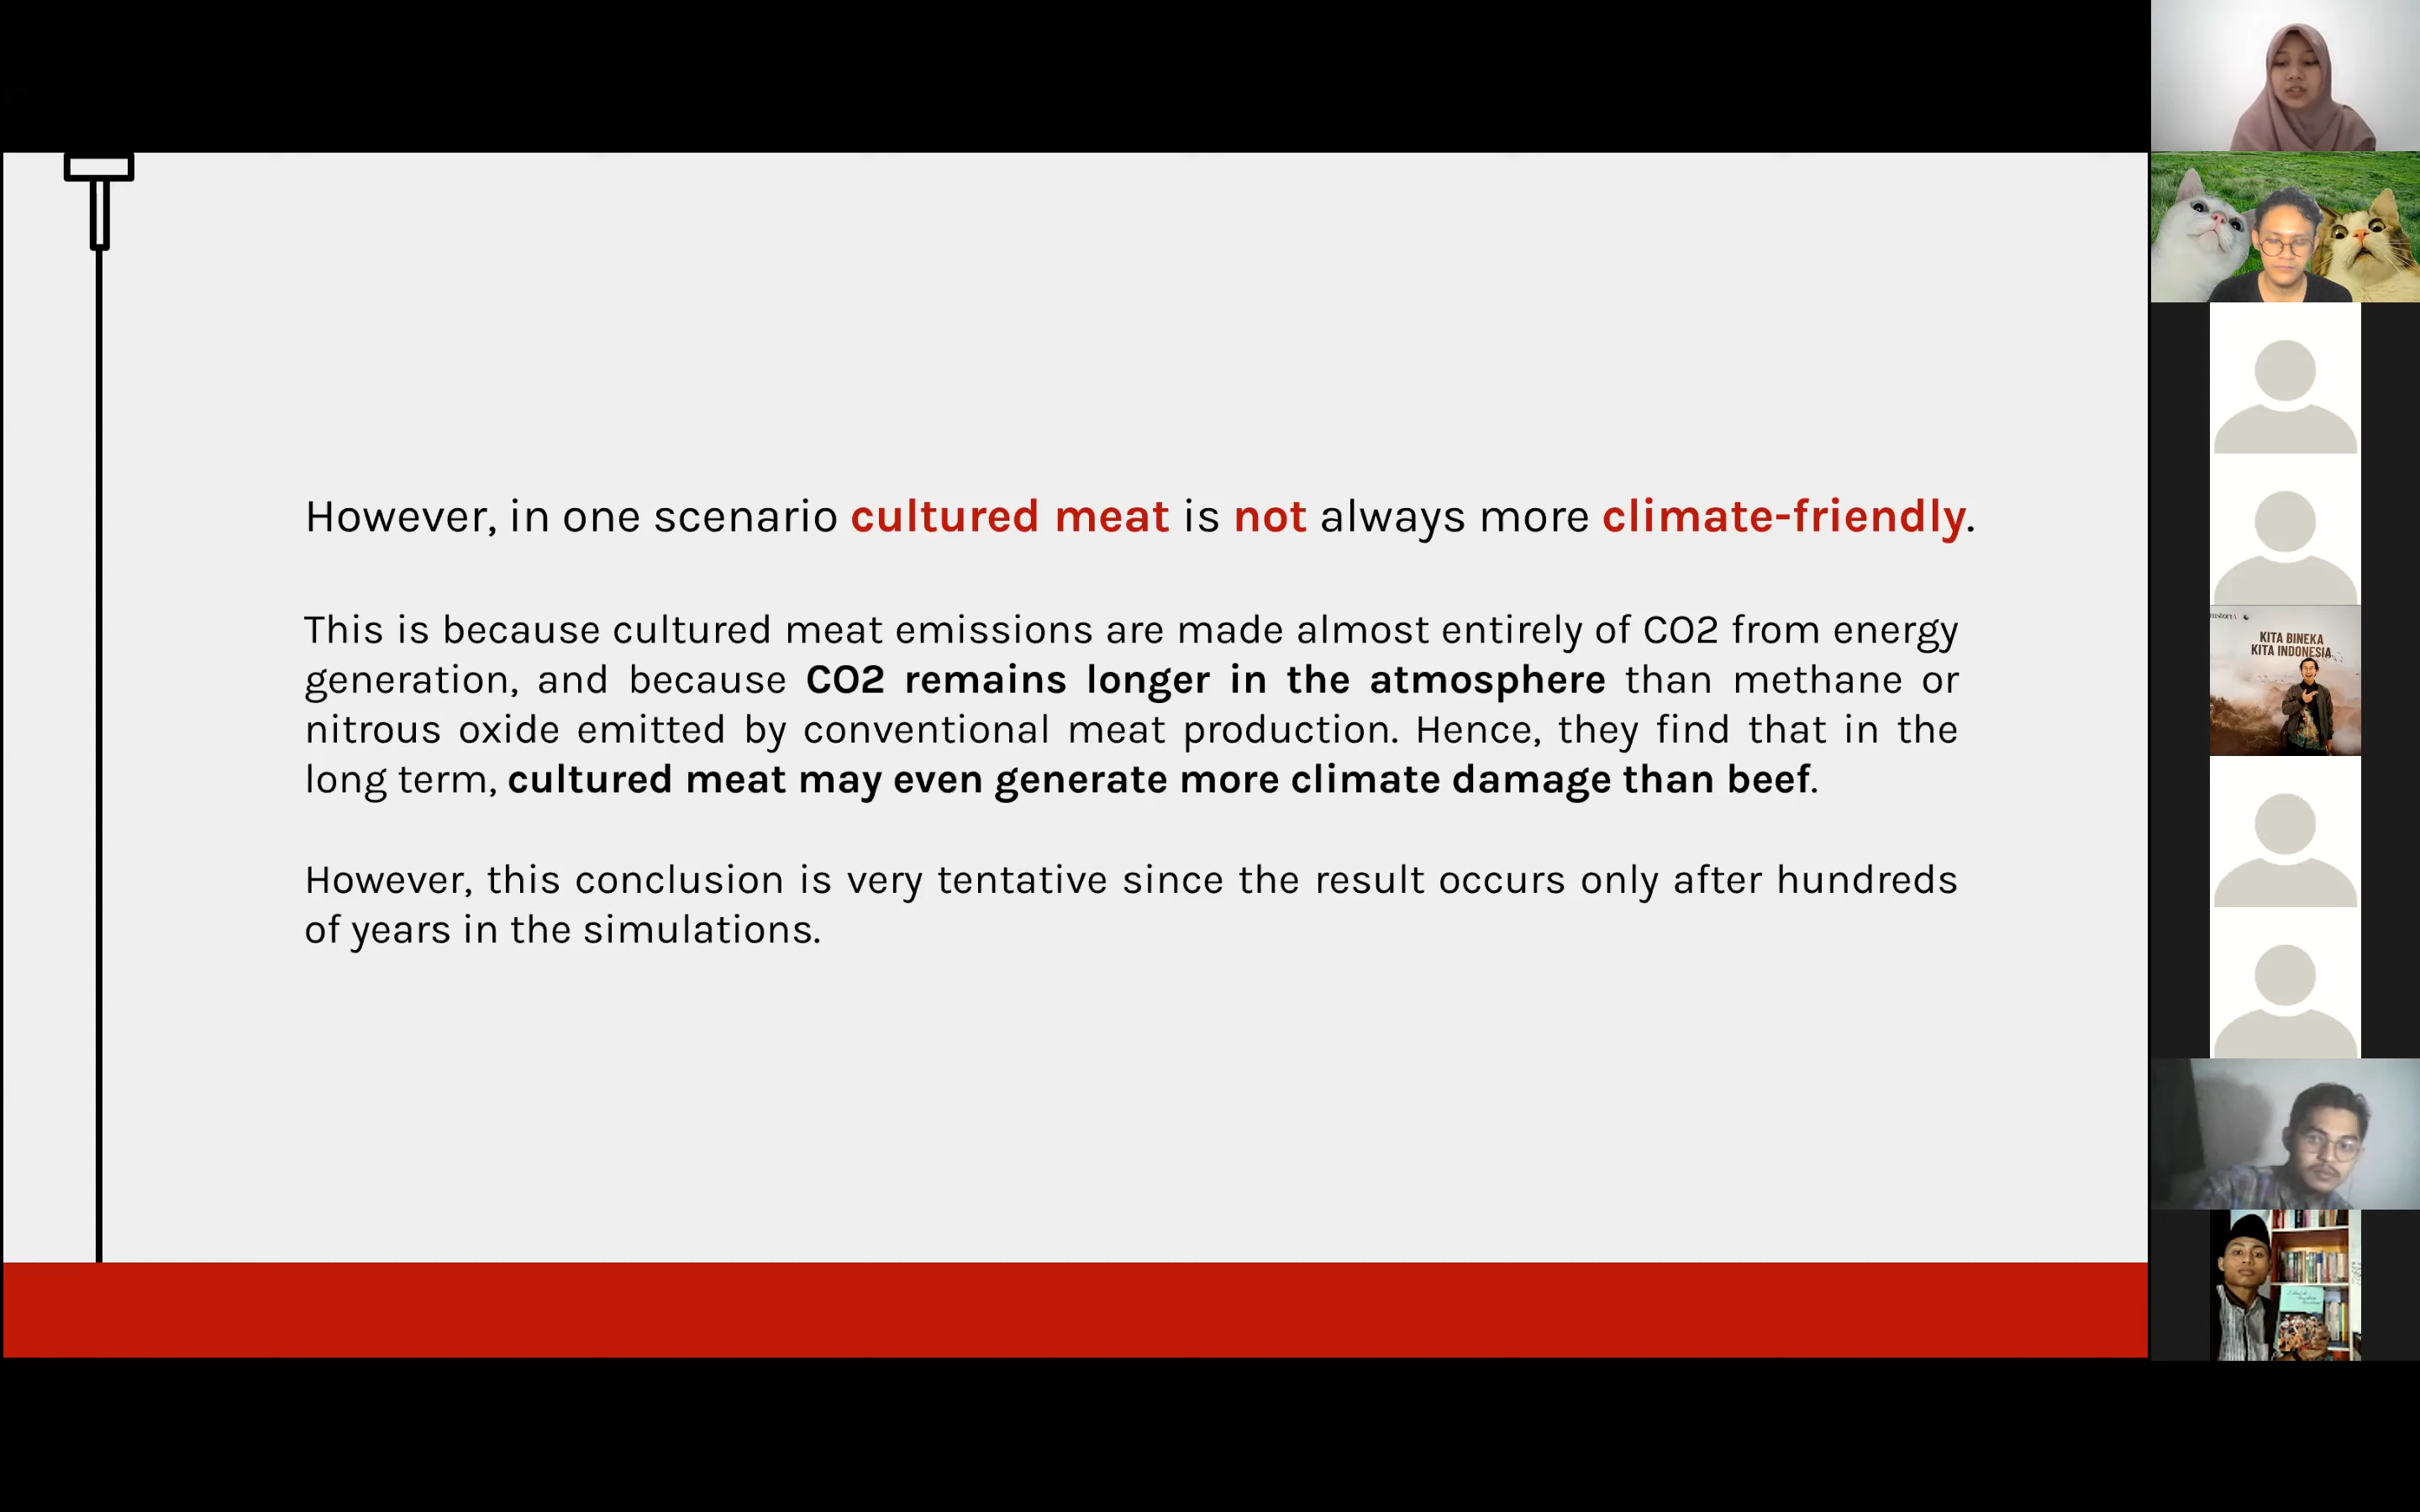 However, in one scenario cultured meat is not always more climate-friendly.
This is because cultured meat emissions are made almost entirely of CO2 from energy
generation, and because CO2 remains longer in the atmosphere than methane or
nitrous oxide emitted by conventional meat production. Hence, they find that in the
long term, cultured meat may even generate more climate damage than beef.
However, this conclusion is very tentative since the result occurs only after hundreds
of years in the simulations.
KITA BINEKA
KITA INDONESIA